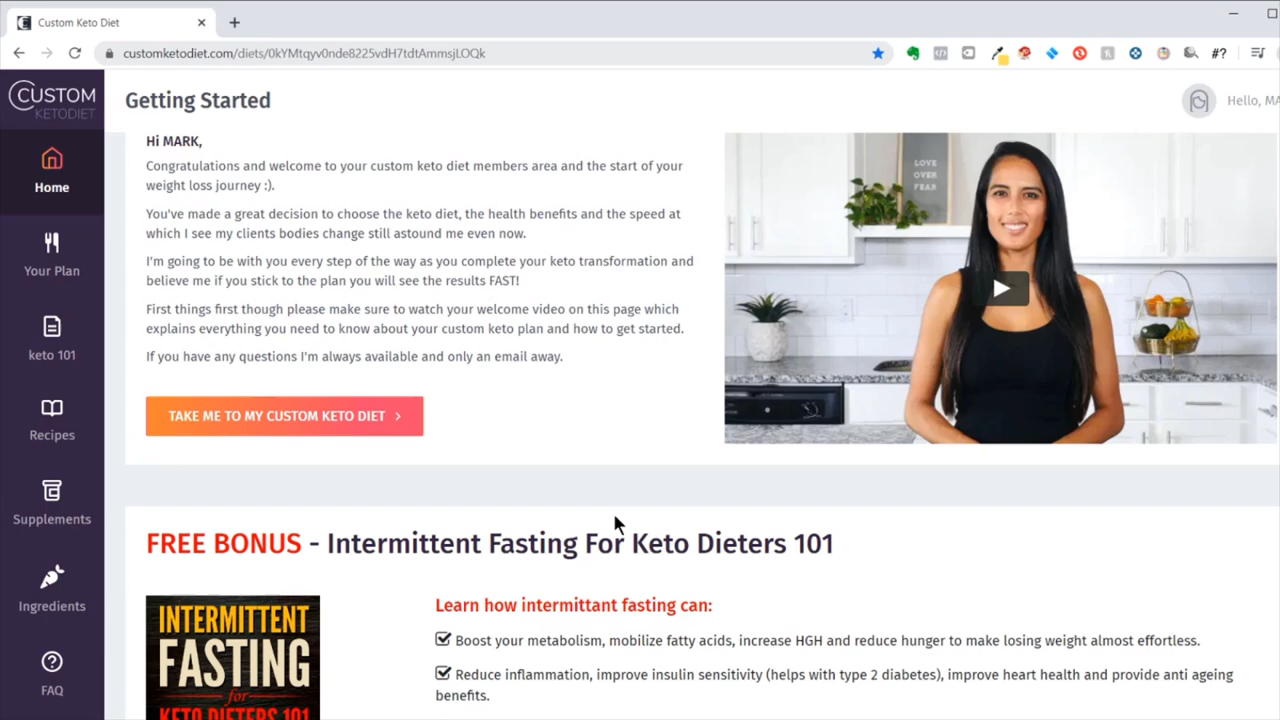 Custom Keto Diet
customketodiet.com/diets/0kYMtqyv0nde8225vdH7tdtAmmsjLOQk
#?
CUSTOM
KETODIET
Getting Started
Hello, MA
Home
Your Plan
keto 101
Recipes
Supplements
Ingredients
FAQ
Hi MARK,
Congratulations and welcome to your custom keto diet members area and the start of your
weight loss journey :).
You've made a great decision to choose the keto diet, the health benefits and the speed at
which I see my clients bodies change still astound me even now.
I'm going to be with you every step of the way as you complete your keto transformation and
believe me if you stick to the plan you will see the results FAST!
First things first though please make sure to watch your welcome video on this page which
explains everything you need to know about your custom keto plan and how to get started.
If you have any questions I'm always available and only an email away.
TAKE ME TO MY CUSTOM KETO DIET
LOVE
OVER
FEAR
FREE BONUS - Intermittent Fasting For Keto Dieters 101
INTERMITTENT
FASTING
for
KETO DIETERS 101
Learn how intermittant fasting can:
Boost your metabolism, mobilize fatty acids, increase HGH and reduce hunger to make losing weight almost effortless.
Reduce inflammation, improve insulin sensitivity (helps with type 2 diabetes), improve heart health and provide anti ageing
benefits.